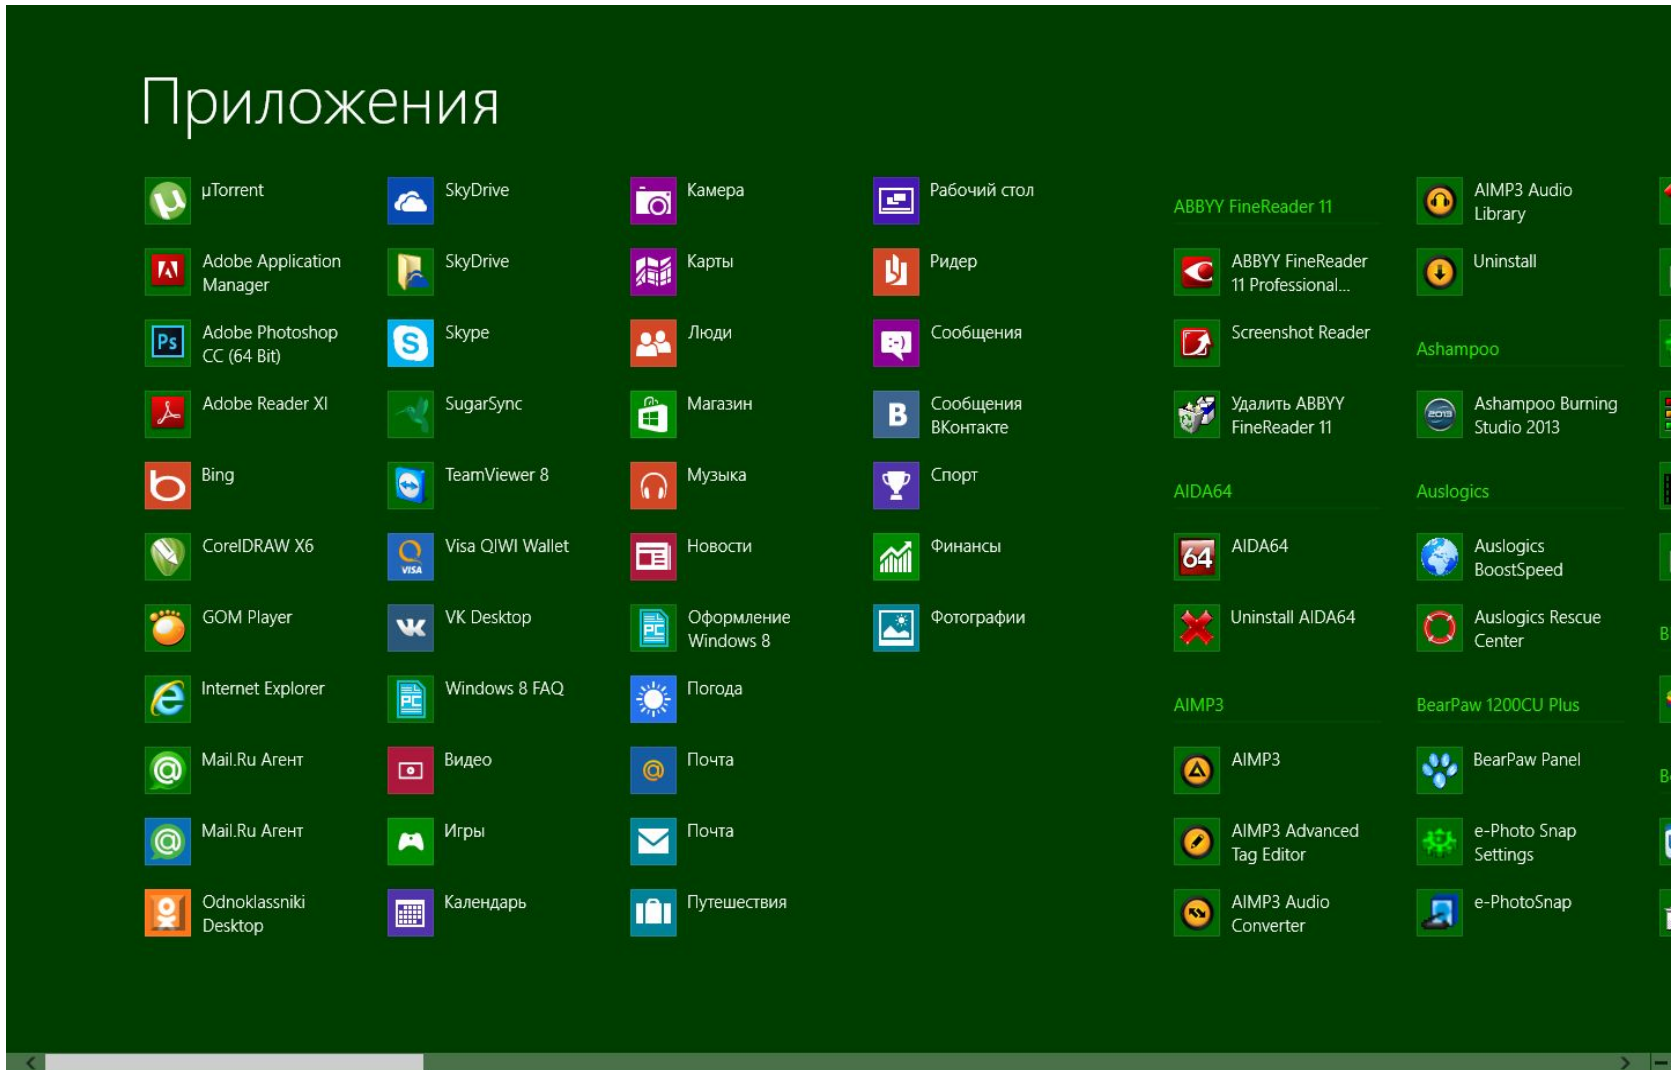 Приложения
µTorrent
Adobe Application
Manager
Adobe Photoshop
CC (64 Bit)
Adobe Reader XI
Bing
CorelDRAW X6
GOM Player
Internet Explorer
Mail.Ru Агент
Mail.Ru Агент
Odnoklassniki
Desktop
SkyDrive
SkyDrive
Skype
SugarSync
TeamViewer 8
Visa QIWI Wallet
VK Desktop
Windows 8 FAQ
Видео
Игры
Календарь
Камера
Карты
Люди
Магазин
Музыка
Новости
Оформление
Windows 8
Погода
Почта
Почта
Путешествия
Рабочий стол
Ридер
Сообщения
Сообщения
ВКонтакте
Спорт
Финансы
Фотографии
ABBYY FineReader 11
ABBYY FineReader
11 Professional...
Screenshot Reader
Удалить ABBYY
FineReader 11
AIDA64
64
AIDA64
Uninstall AIDA64
AIMP3
AIMP3
AIMP3 Advanced
Tag Editor
AIMP3 Audio
Converter
AIMP3 Audio
Library
Uninstall
Ashampoo
Ashampoo Burning
Studio 2013
Auslogics
Auslogics
BoostSpeed
Auslogics Rescue
Center
BearPaw 1200CU Plus
BearPaw Panel
e-Photo Snap
Settings
e-PhotoSnap